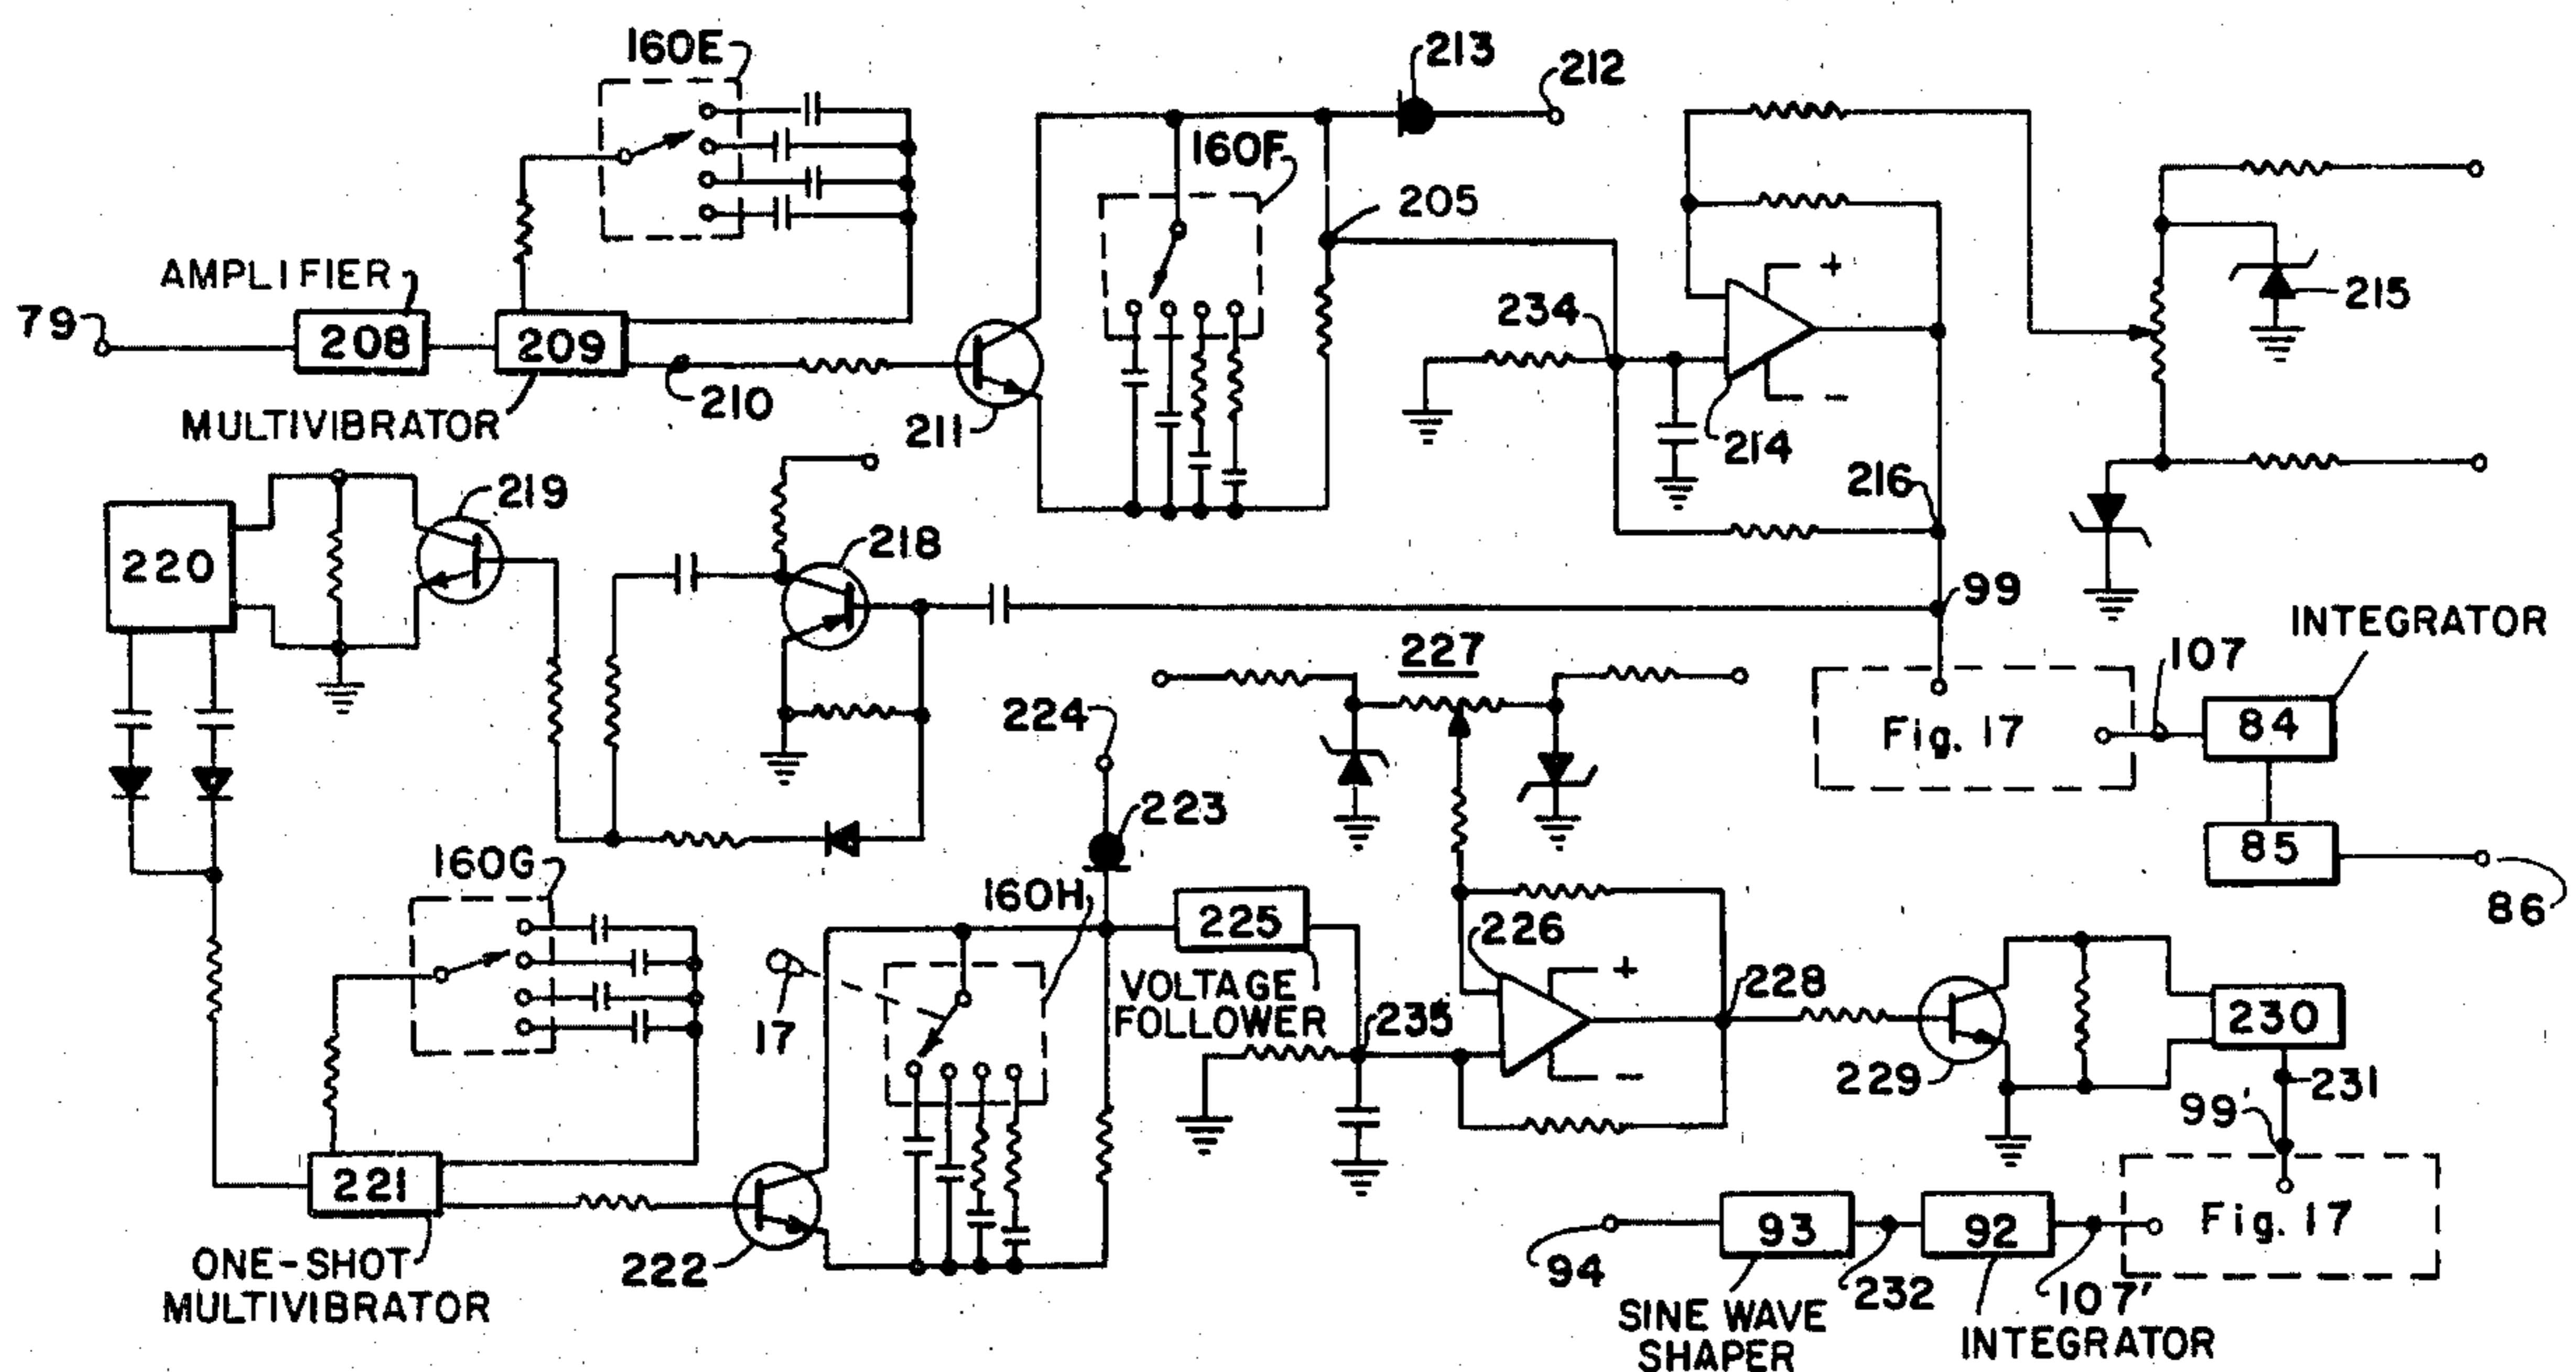 160E
213
212
160F
205
AMPLIFIER
79
208
209
234
+
215
210
MULTIVIBRATOR
211
-
214
216
219
218
220
99
INTEGRATOR
227
107
224
Fig. 17
84
223
85
160G
160H
86
225
226
+
VOLTAGE
FOLLOWER
228
17
235
230
-
229
231
99'
221
93
92
Fig. 17
ONE-SHOT
MULTIVIBRATOR
222
94
232
107'
SINE WAVE
SHAPER
INTEGRATOR